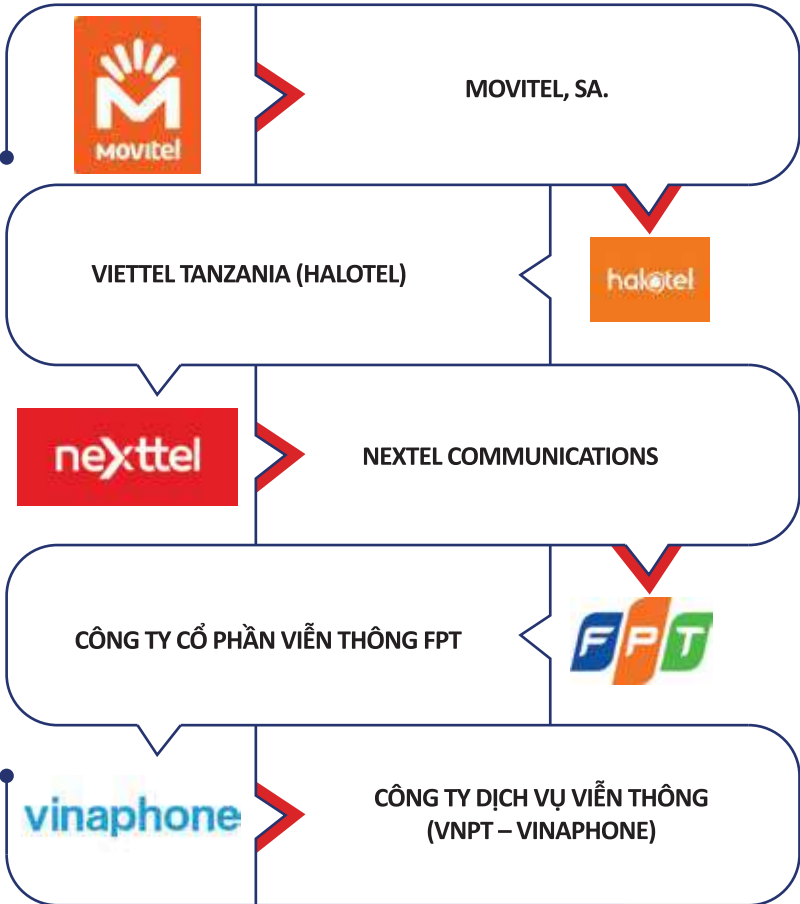 MOVITEL
MOVITEL, SA.
VIETTEL TANZANIA (HALOTEL)
halotel
nexttel
NEXTEL COMMUNICATIONS
CÔNG TY CỔ PHẦN VIỄN THÔNG FPT
FPT
vinaphone
CÔNG TY DỊCH VỤ VIỄN THÔNG
(VNPT – VINAPHONE)